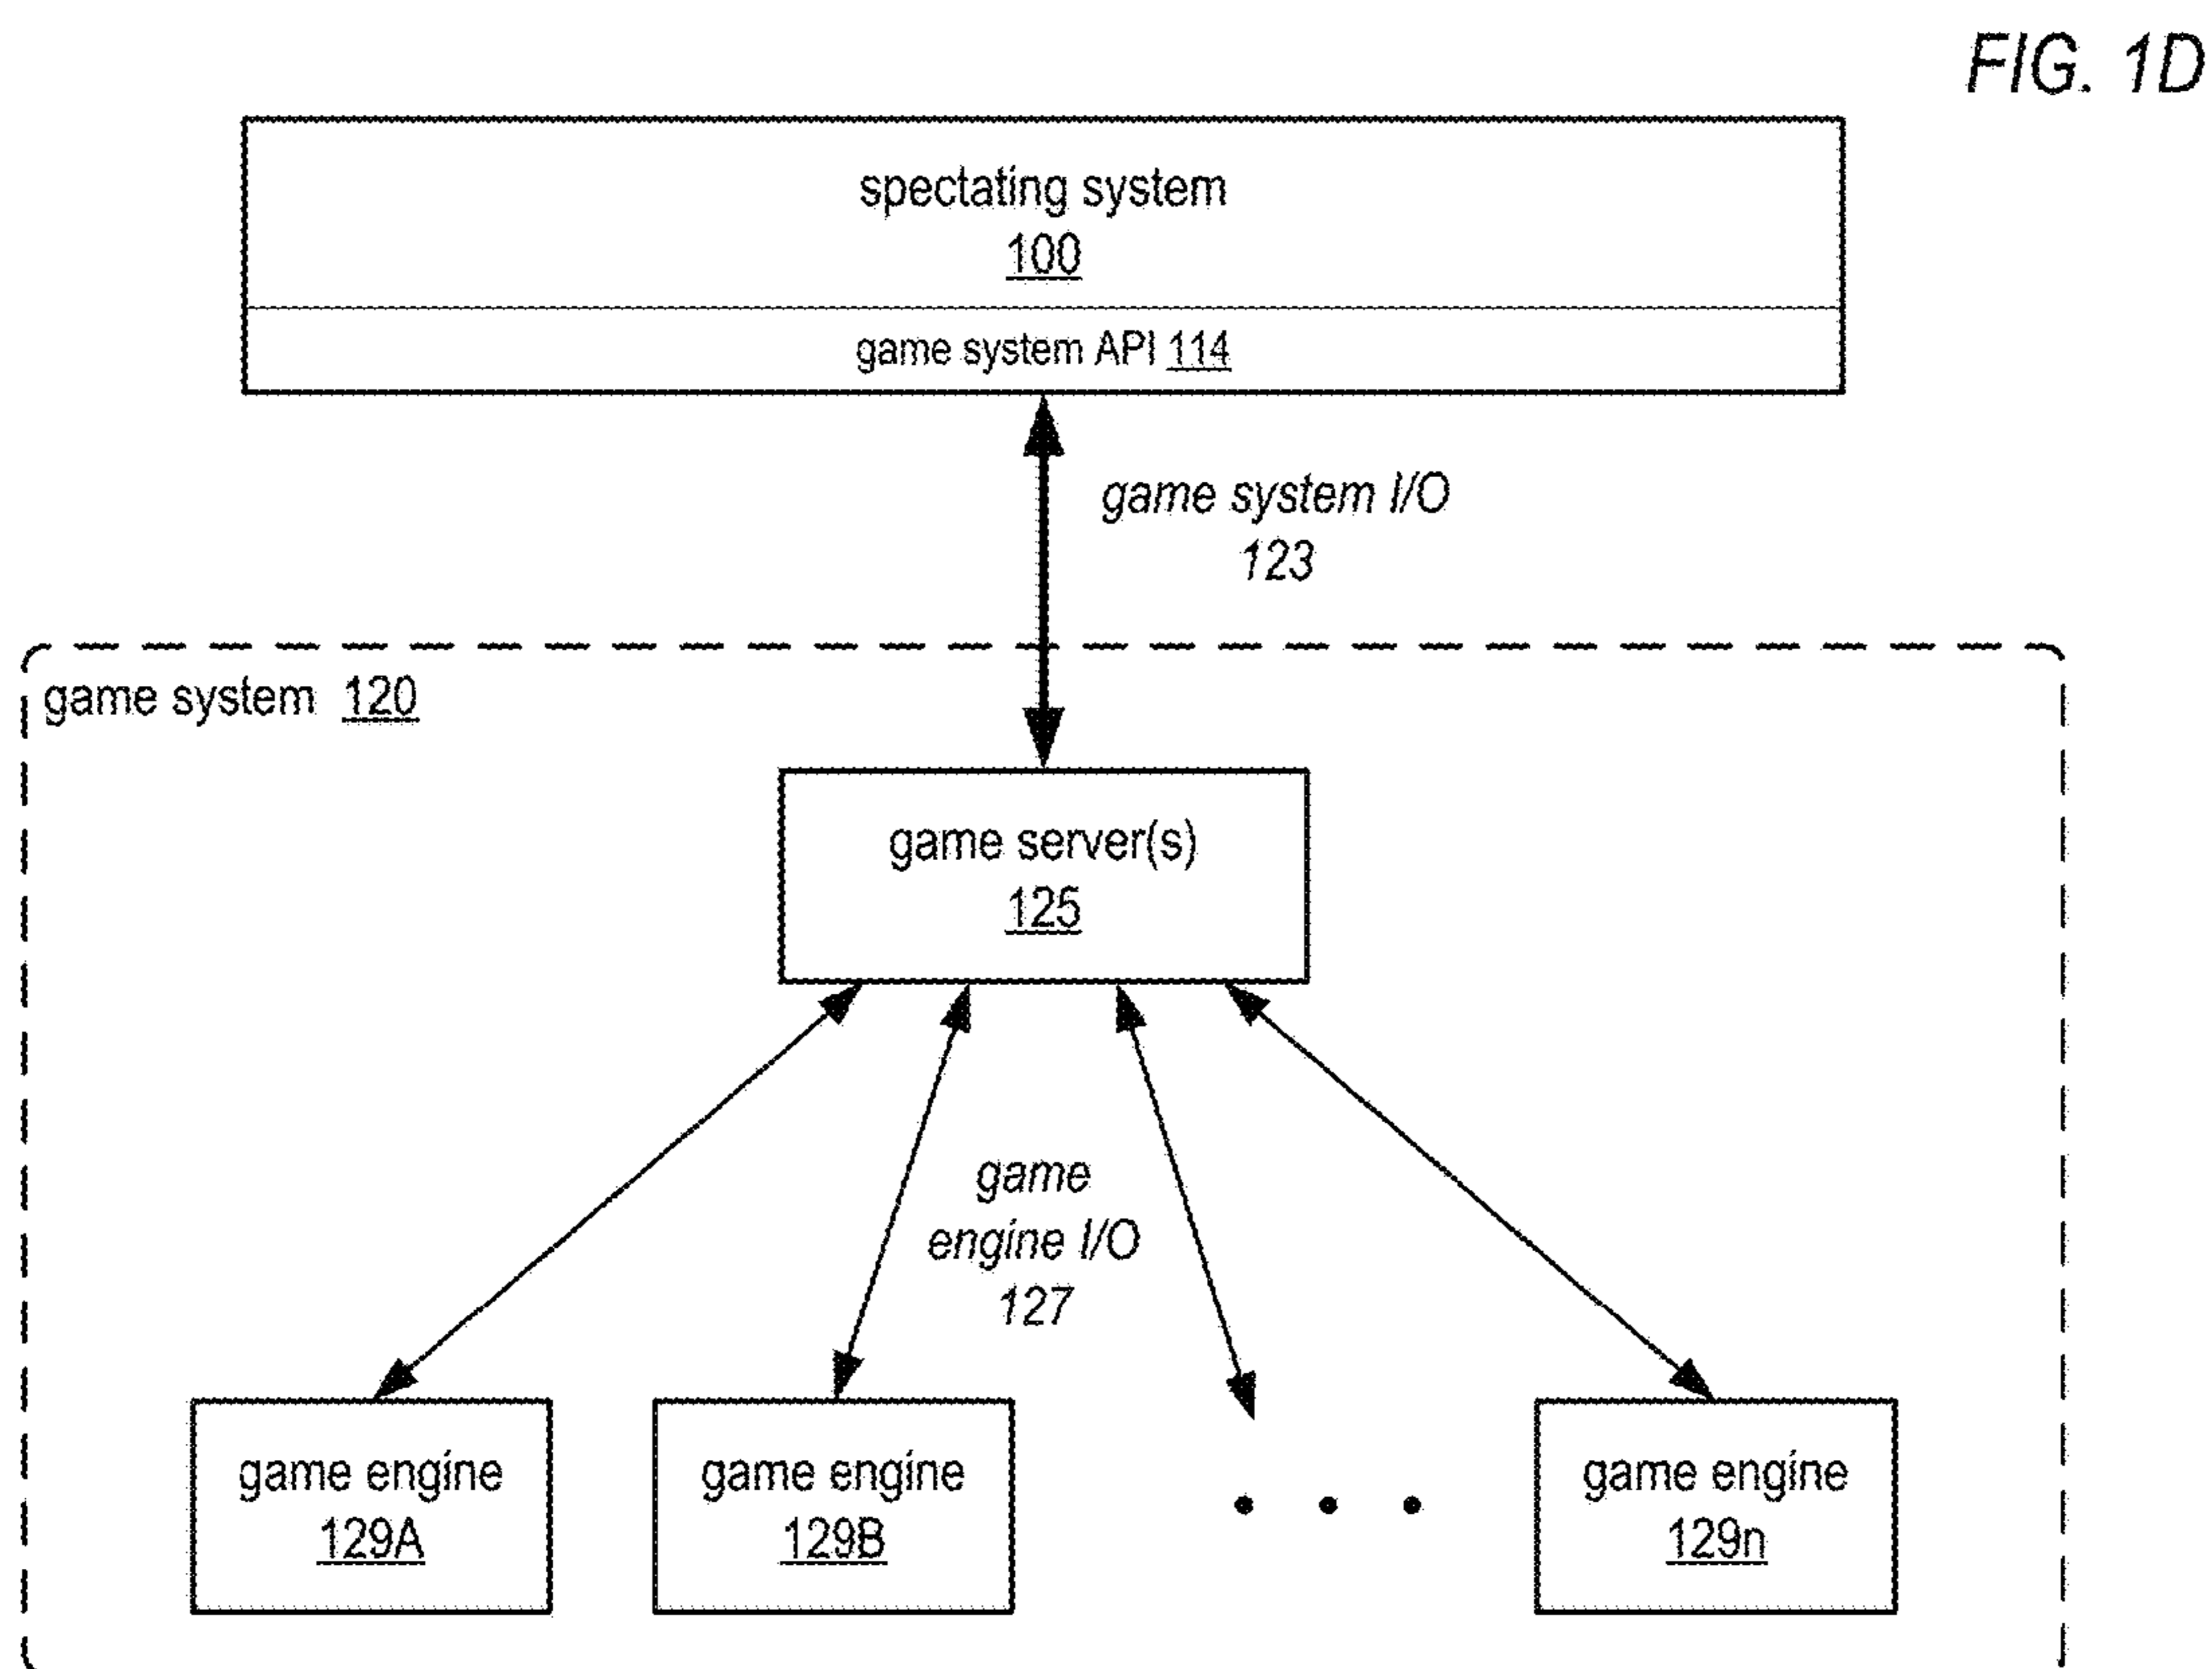 FIG. 1D
spectating system
100
game system API 114
game system I/O
123
game system 120
game server(s)
125
game
engine I/O
127
game engine
129A
game engine
129B
game engine
129n